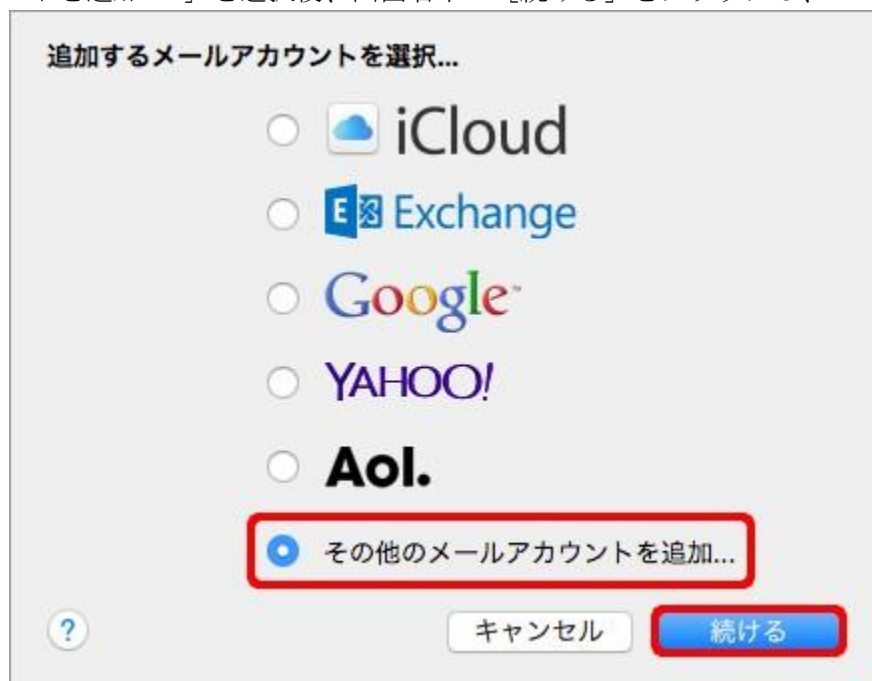 追加するメールアカウントを選択...
iCloud
E Exchange
Google™
YAHOO!
Aol.
その他のメールアカウントを追加...
? キャンセル 続ける